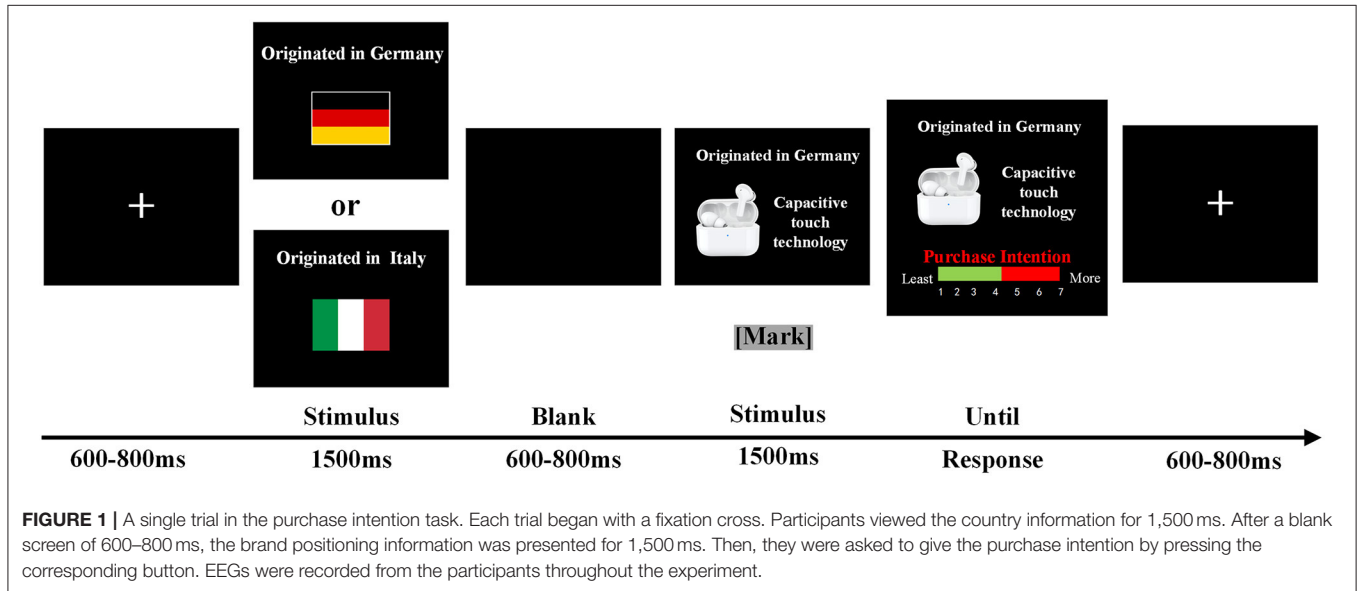 Originated in Germany
or
Originated in Italy
Originated in Germany
Capacitive
touch
technology
[Mark]
Originated in Germany
Capacitive
touch
technology
Purchase Intention
Least
More
1 2 3 4 5 6 7
Stimulus
Blank
Stimulus
Until
600-800ms
1500ms
600-800ms
1500ms
Response
600-800ms
FIGURE 1 | A single trial in the purchase intention task. Each trial began with a fixation cross. Participants viewed the country information for 1,500 ms. After a blank
screen of 600–800 ms, the brand positioning information was presented for 1,500 ms. Then, they were asked to give the purchase intention by pressing the
corresponding button. EEGs were recorded from the participants throughout the experiment.